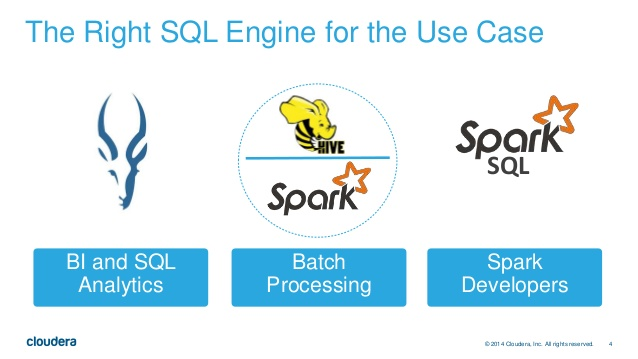 The Right SQL Engine for the Use Case
HIVE
Spark
Spark
SQL
BI and SQL
Analytics
Batch
Processing
Spark
Developers
cloudera
© 2014 Cloudera, Inc. All rights reserved. 4